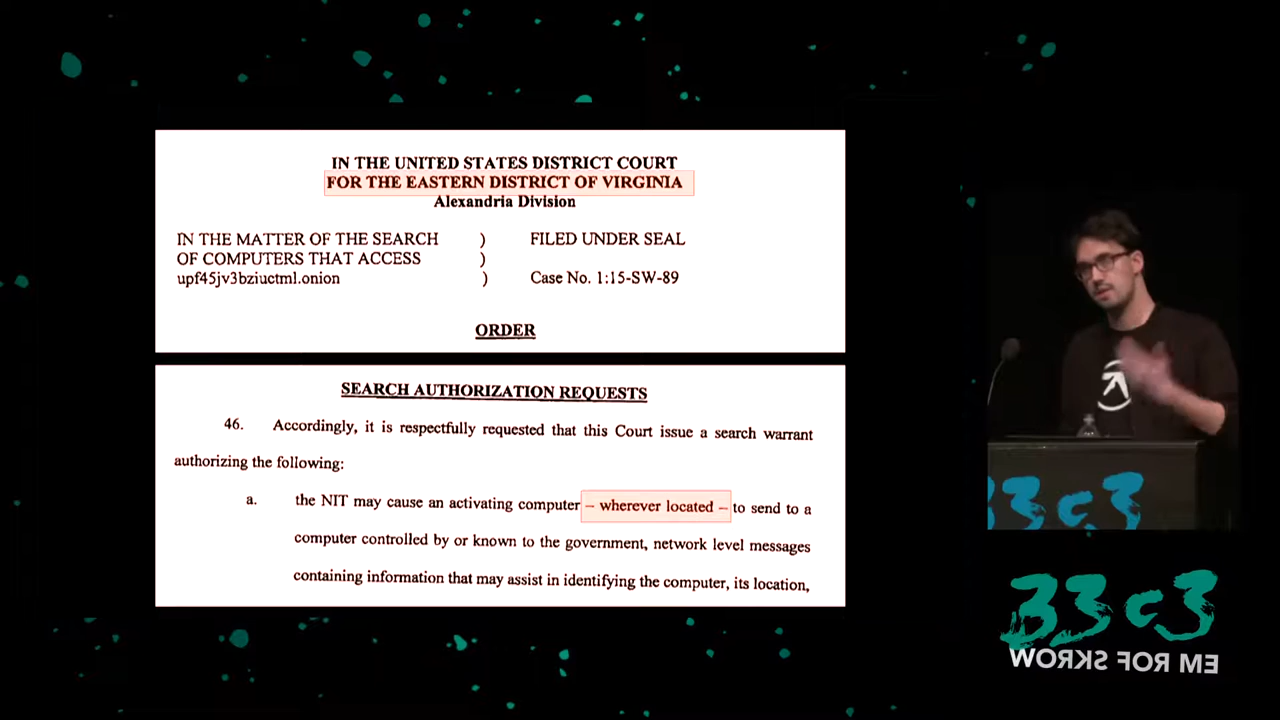 IN THE UNITED STATES DISTRICT COURT
FOR THE EASTERN DISTRICT OF VIRGINIA
Alexandria Division
IN THE MATTER OF THE SEARCH ) FILED UNDER SEAL
OF COMPUTERS THAT ACCESS )
upf45jv3bziuctml.onion ) Case No. 1:15-SW-89
ORDER
SEARCH AUTHORIZATION REQUESTS
46. Accordingly, it is respectfully requested that this Court issue a search warrant
authorizing the following:
a. the NIT may cause an activating computer – wherever located – to send to a
computer controlled by or known to the government, network level messages
containing information that may assist in identifying the computer, its location,
33c3
33c3
WORKS FOR ME